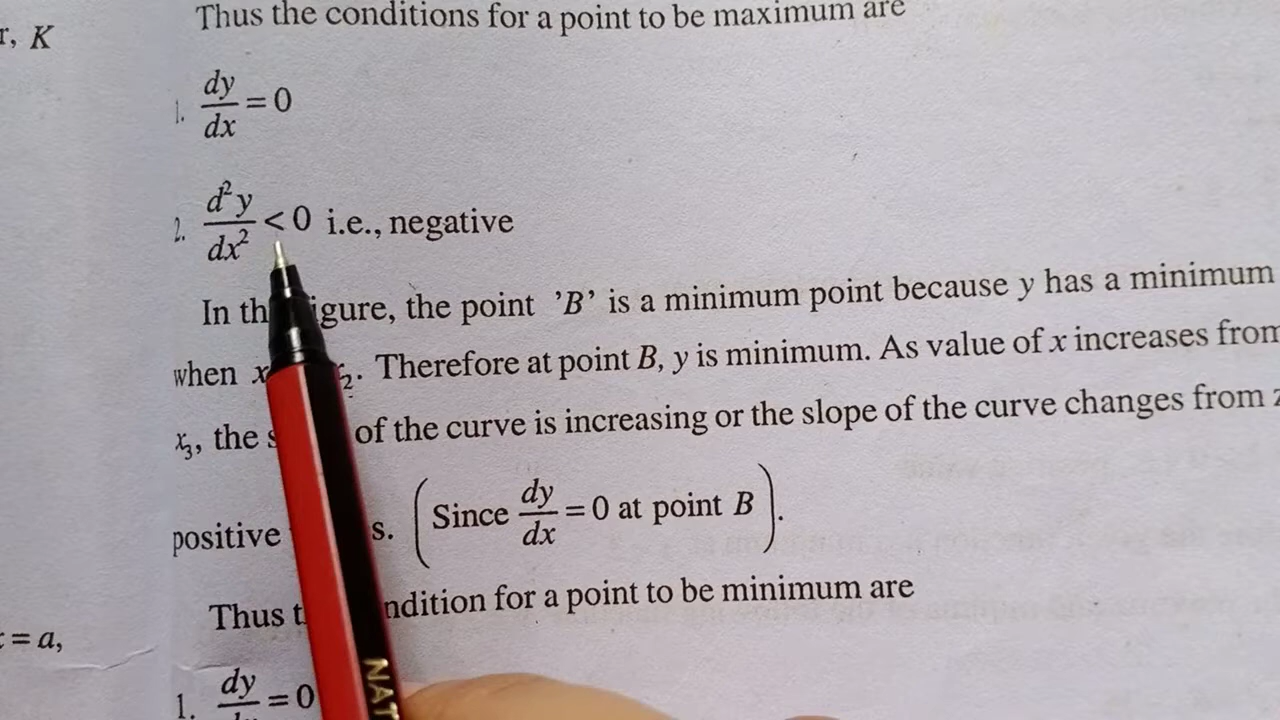 r, K
Thus the conditions for a point to be maximum are
1. dy/dx = 0
2. d²y/dx² < 0 i.e., negative
In th igure, the point 'B' is a minimum point because y has a minimum
when x ₂. Therefore at point B, y is minimum. As value of x increases from
x₃, the s of the curve is increasing or the slope of the curve changes from z
positive s. (Since dy/dx = 0 at point B).
Thus t ndition for a point to be minimum are
= a,
1. dy/ = 0
NAT